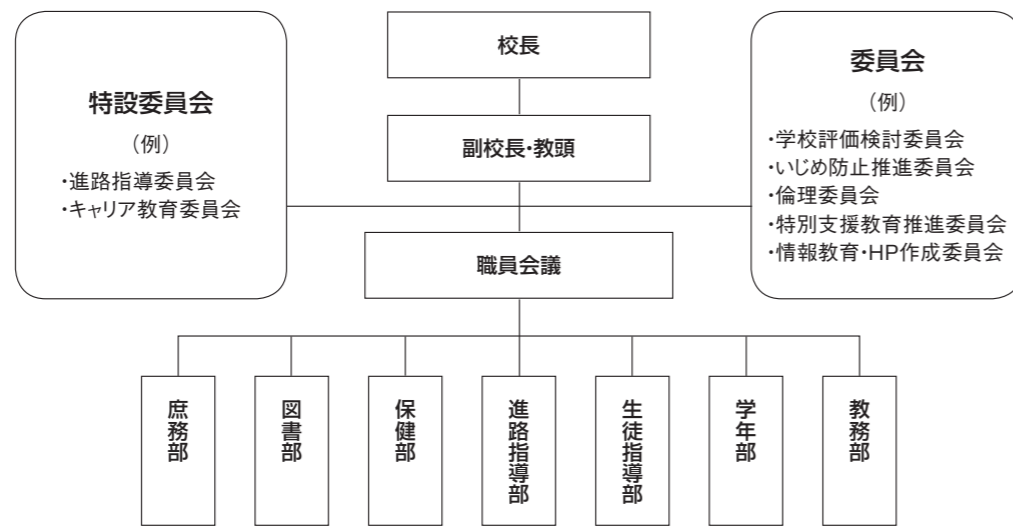 校長
副校長・教頭
職員会議
特設委員会
（例）
・進路指導委員会
・キャリア教育委員会
委員会
（例）
・学校評価検討委員会
・いじめ防止推進委員会
・倫理委員会
・特別支援教育推進委員会
・情報教育・HP作成委員会
庶務部
図書部
保健部
進路指導部
生徒指導部
学年部
教務部